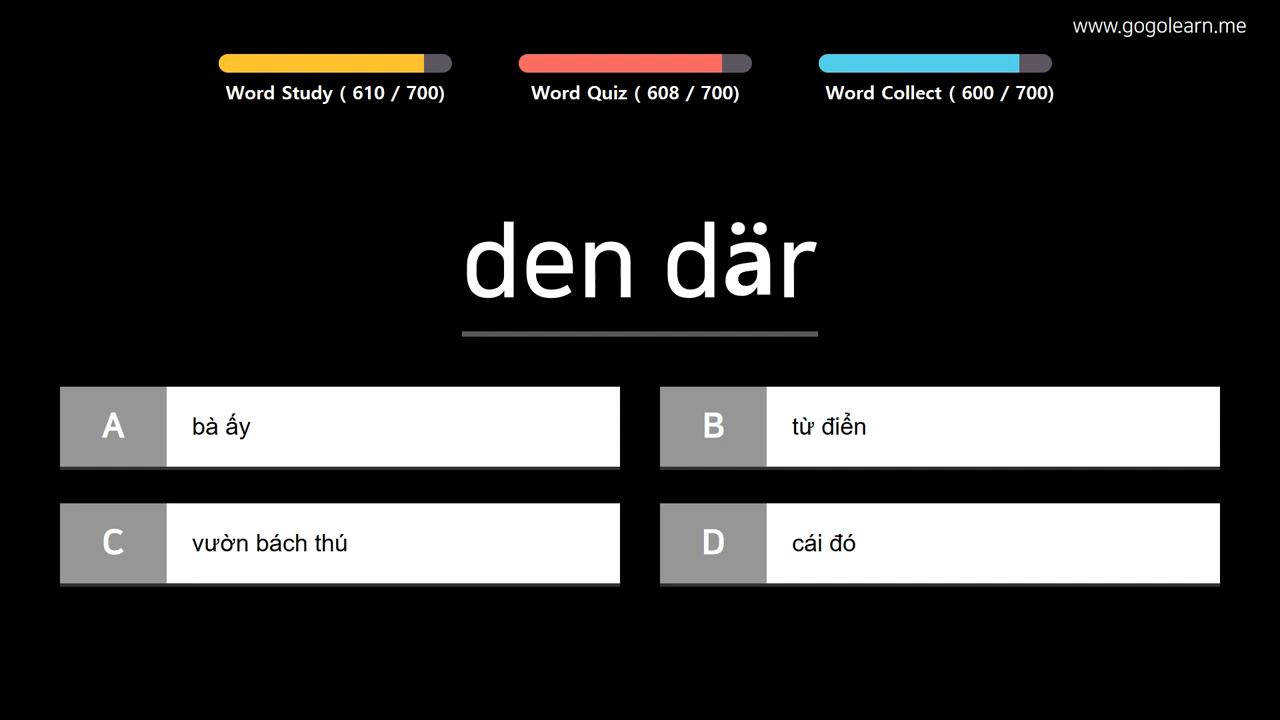 www.gogolearn.me
Word Study ( 610 / 700)
Word Quiz ( 608 / 700)
Word Collect ( 600 / 700)
den där
A
bà ấy
B
từ điển
C
vườn bách thú
D
cái đó